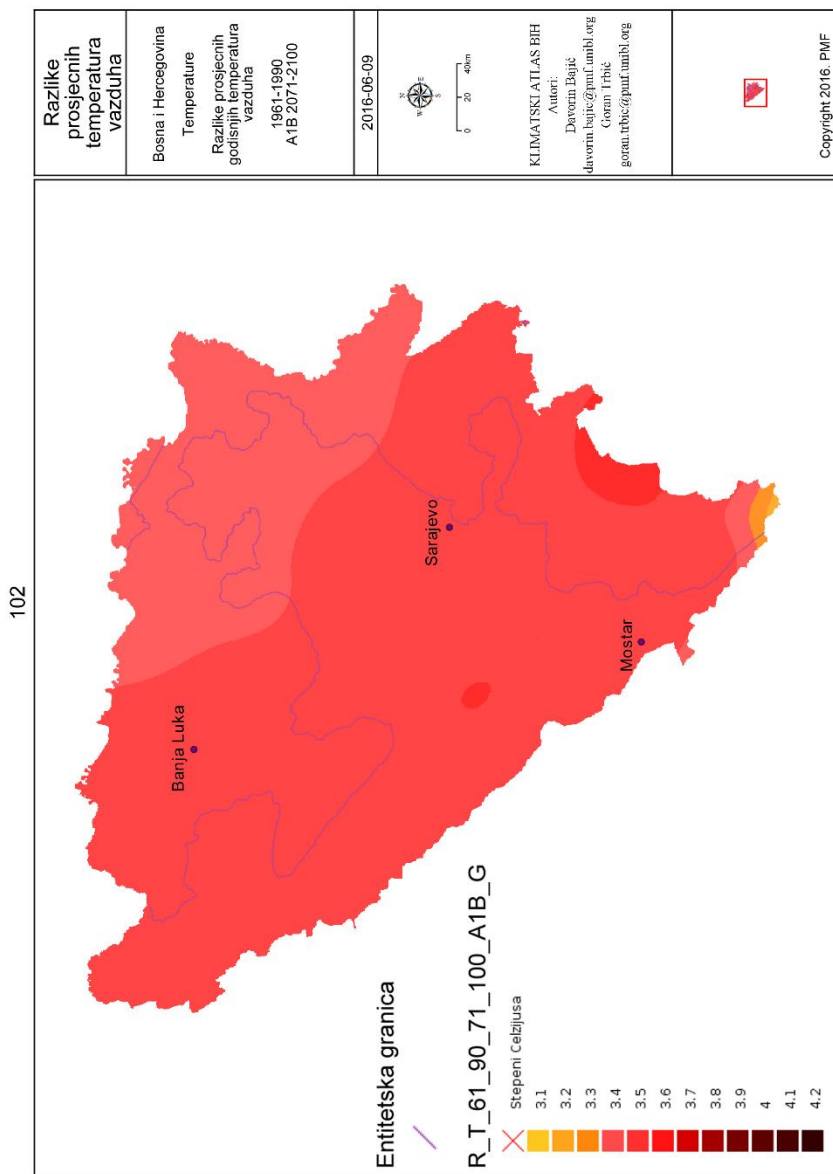 102
Razlike
prosjecnih
temperatura
vazduha
Bosna i Hercegovina
Temperature
Razlike prosjecnih
godisnjih temperatura
vazduha
1961-1990
A1B 2071-2100
2016-06-09
N
W
E
S
0 20 40km
KLIMATSKI ATLAS BIH
Autori:
Davorin Bajić
davorin.bajic@pmf.unibl.org
Goran Trbić
goran.trbic@pmf.unibl.org
Copyright 2016. PMF
Banja Luka
Sarajevo
Mostar
Entitetska granica
R_T_61_90_71_100_A1B_G
Stepeni Celzijusa
3.1
3.2
3.3
3.4
3.5
3.6
3.7
3.8
3.9
4
4.1
4.2